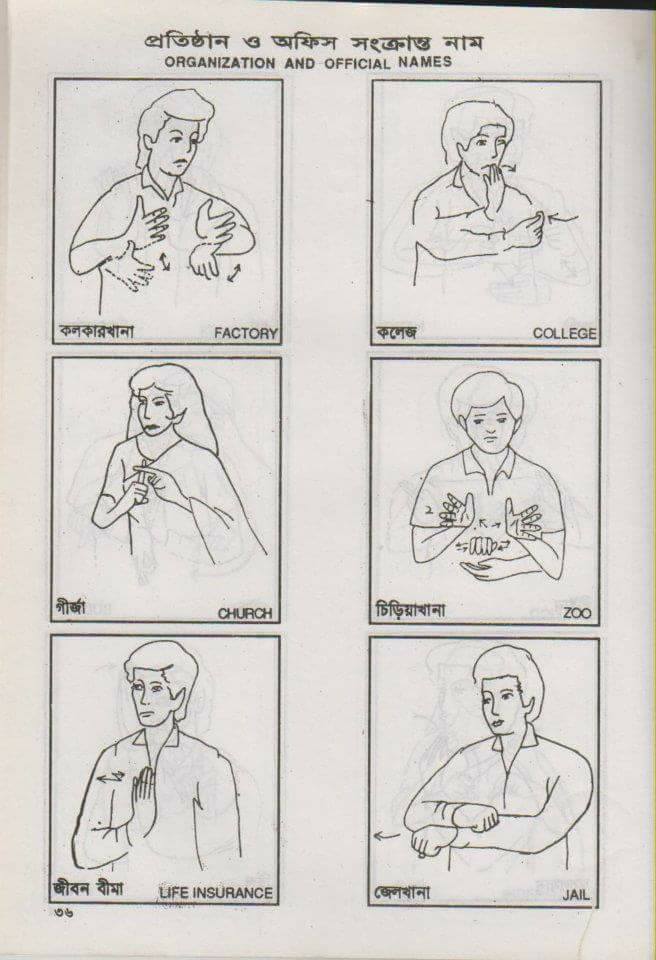 প্রতিষ্ঠান ও অফিস সংক্রান্ত নাম
ORGANIZATION AND OFFICIAL NAMES
কলকারখানা FACTORY
কলেজ COLLEGE
গীর্জা CHURCH
2
চিড়িয়াখানা ZOO
জীবন বীমা LIFE INSURANCE
জেলখানা JAIL
৩৬